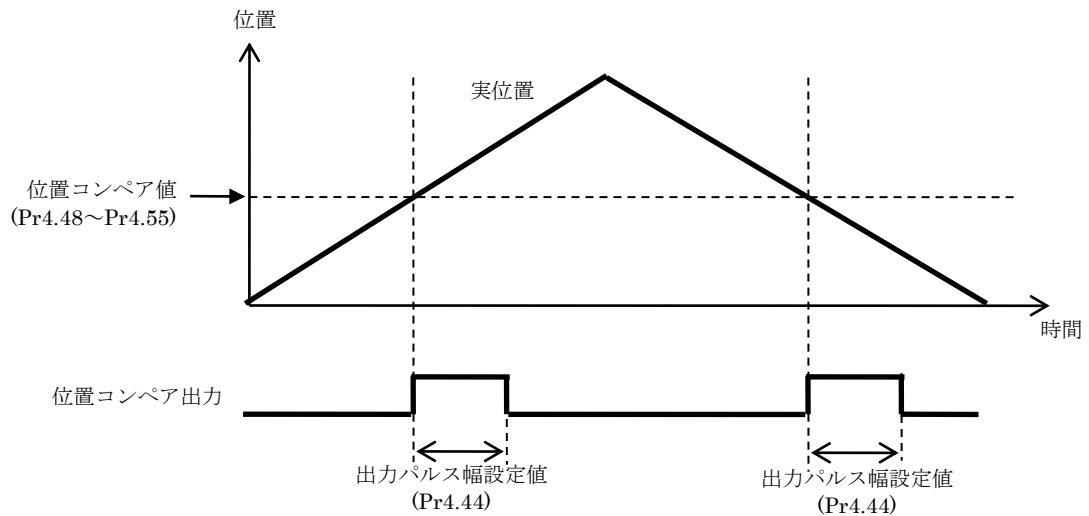 位置
実位置
位置コンペア値
(Pr4.48～Pr4.55)
時間
位置コンペア出力
出力パルス幅設定値
(Pr4.44)
出力パルス幅設定値
(Pr4.44)